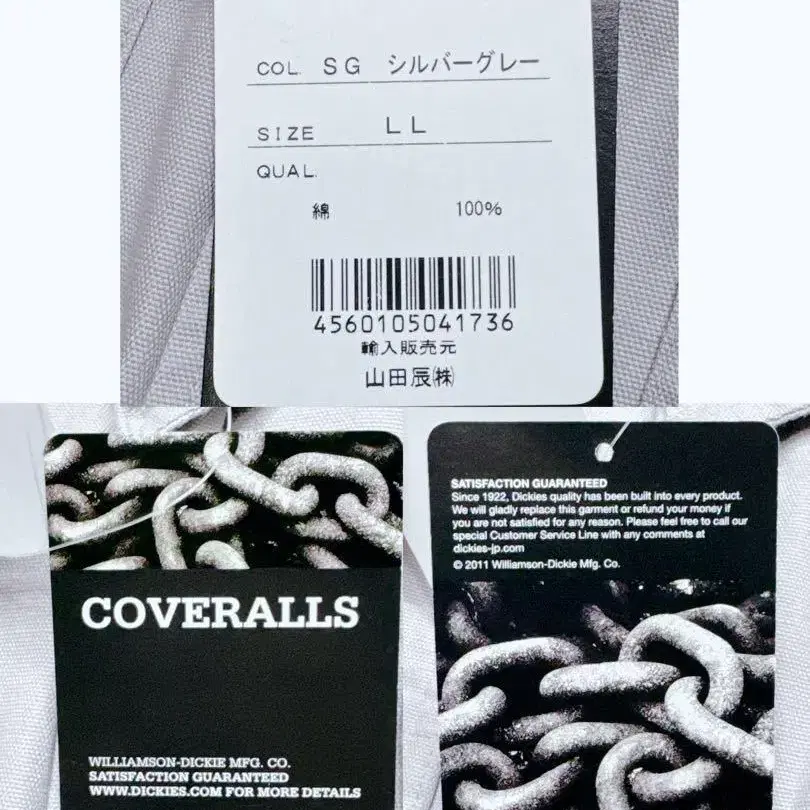 COL. SG シルバーグレー
SIZE LL
QUAL.
綿 100%
4560105041736
輸入販売元
山田辰㈱
COVERALLS
WILLIAMSON-DICKIE MFG. CO.
SATISFACTION GUARANTEED
WWW.DICKIES.COM FOR MORE DETAILS
SATISFACTION GUARANTEED
Since 1922, Dickies quality has been built into every product.
We will gladly replace this garment or refund your money if
you are not satisfied for any reason. Please feel free to call our
special Customer Service Line with any comments at
dickies-jp.com
© 2011 Williamson-Dickie Mfg. Co.